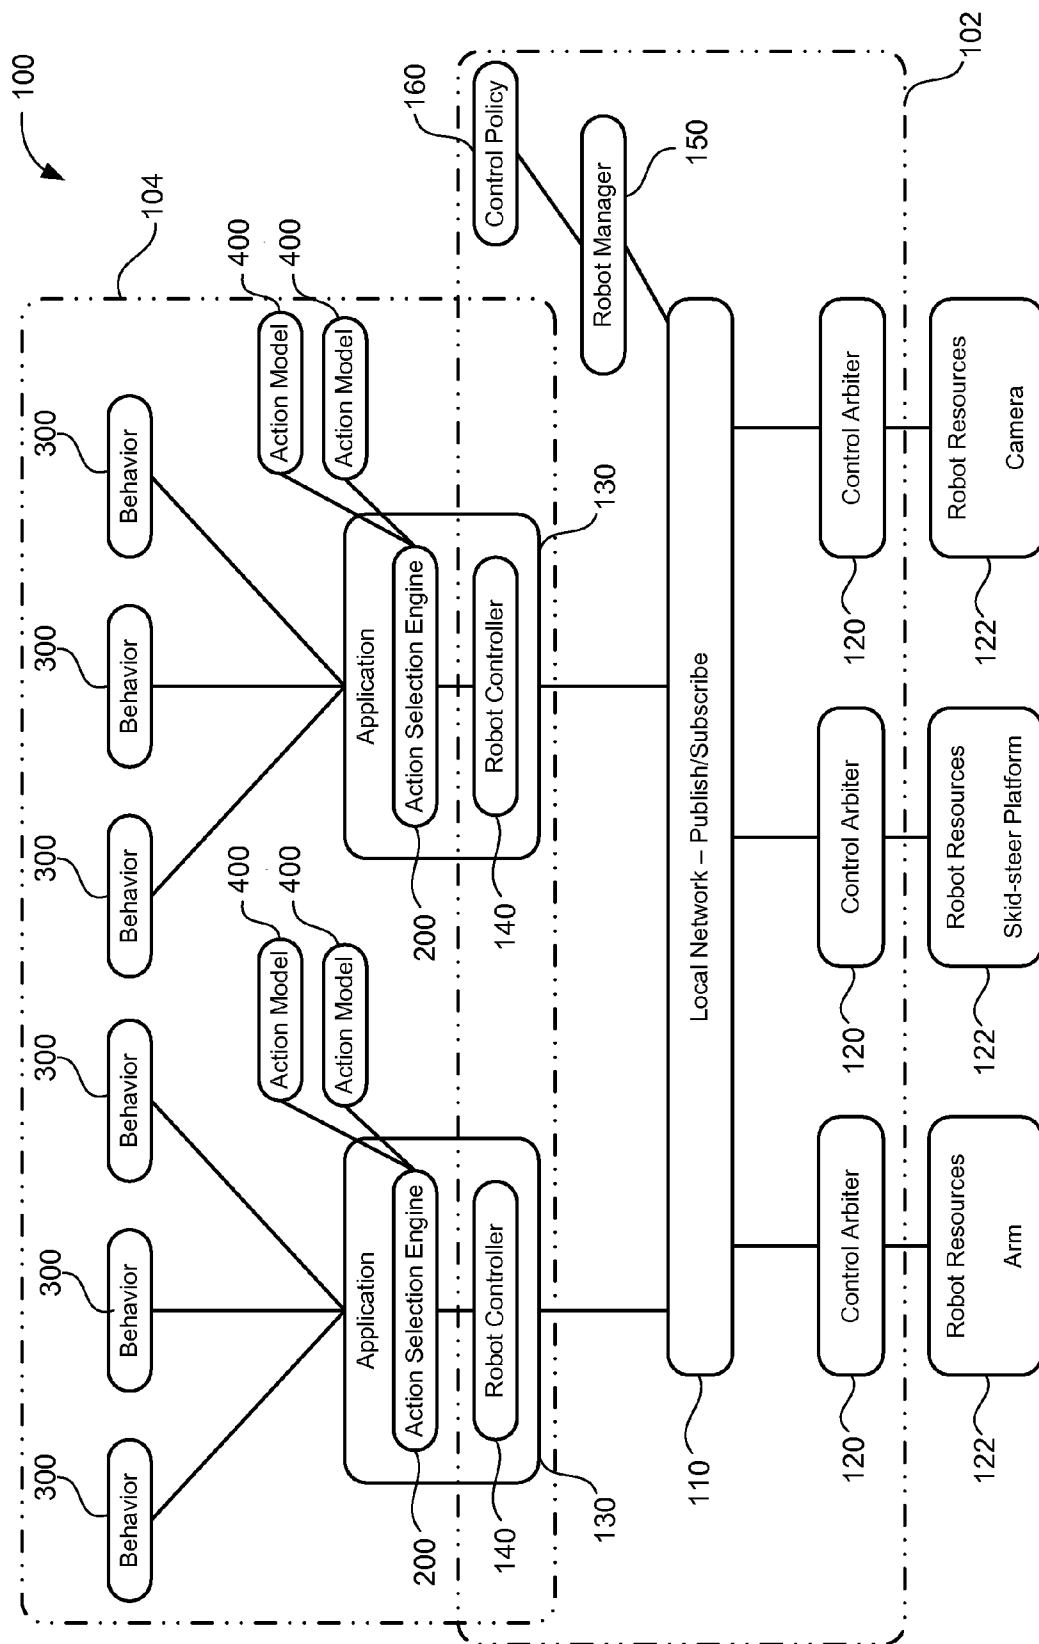 100
300
300
300
300
300
300
104
Behavior
Behavior
Behavior
Behavior
Behavior
Behavior
400
400
400
400
Action Model
Action Model
Action Model
Action Model
Application
Application
200
Action Selection Engine
200
Action Selection Engine
160
140
Robot Controller
140
Robot Controller
Control Policy
130
130
Robot Manager
150
110
Local Network – Publish/Subscribe
120
Control Arbiter
120
Control Arbiter
120
Control Arbiter
102
122
Robot Resources
Arm
122
Robot Resources
Skid-steer Platform
122
Robot Resources
Camera